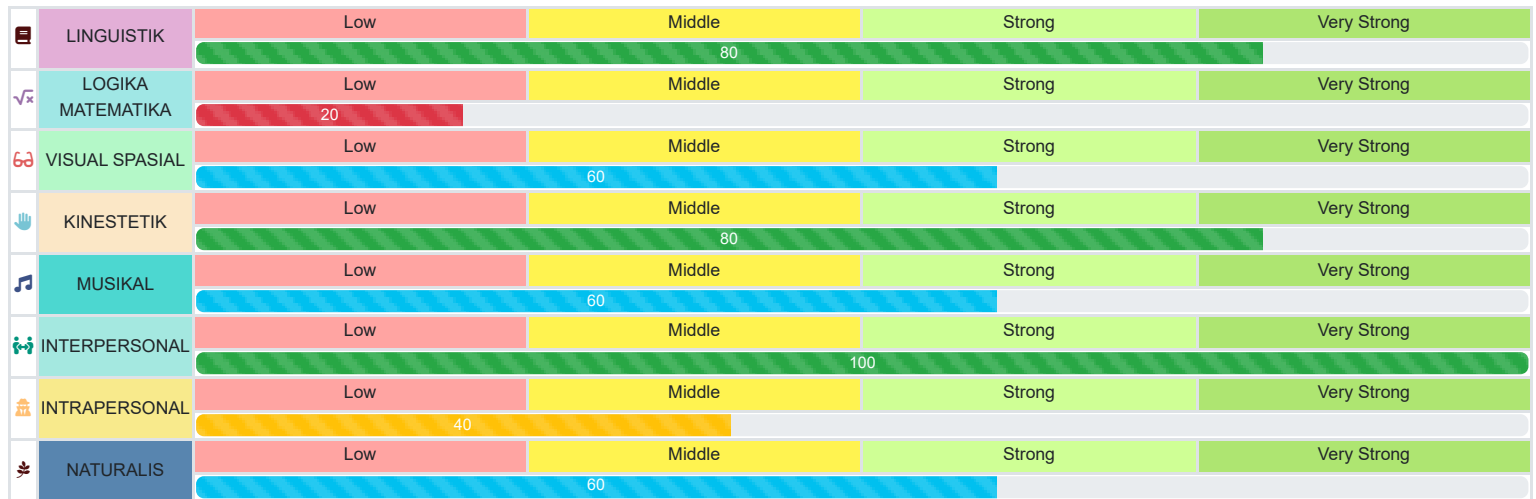 LINGUISTIK
Low Middle Strong Very Strong
80
LOGIKA
MATEMATIKA
Low Middle Strong Very Strong
20
VISUAL SPASIAL
Low Middle Strong Very Strong
60
KINESTETIK
Low Middle Strong Very Strong
80
MUSIKAL
Low Middle Strong Very Strong
60
INTERPERSONAL
Low Middle Strong Very Strong
100
INTRAPERSONAL
Low Middle Strong Very Strong
40
NATURALIS
Low Middle Strong Very Strong
60